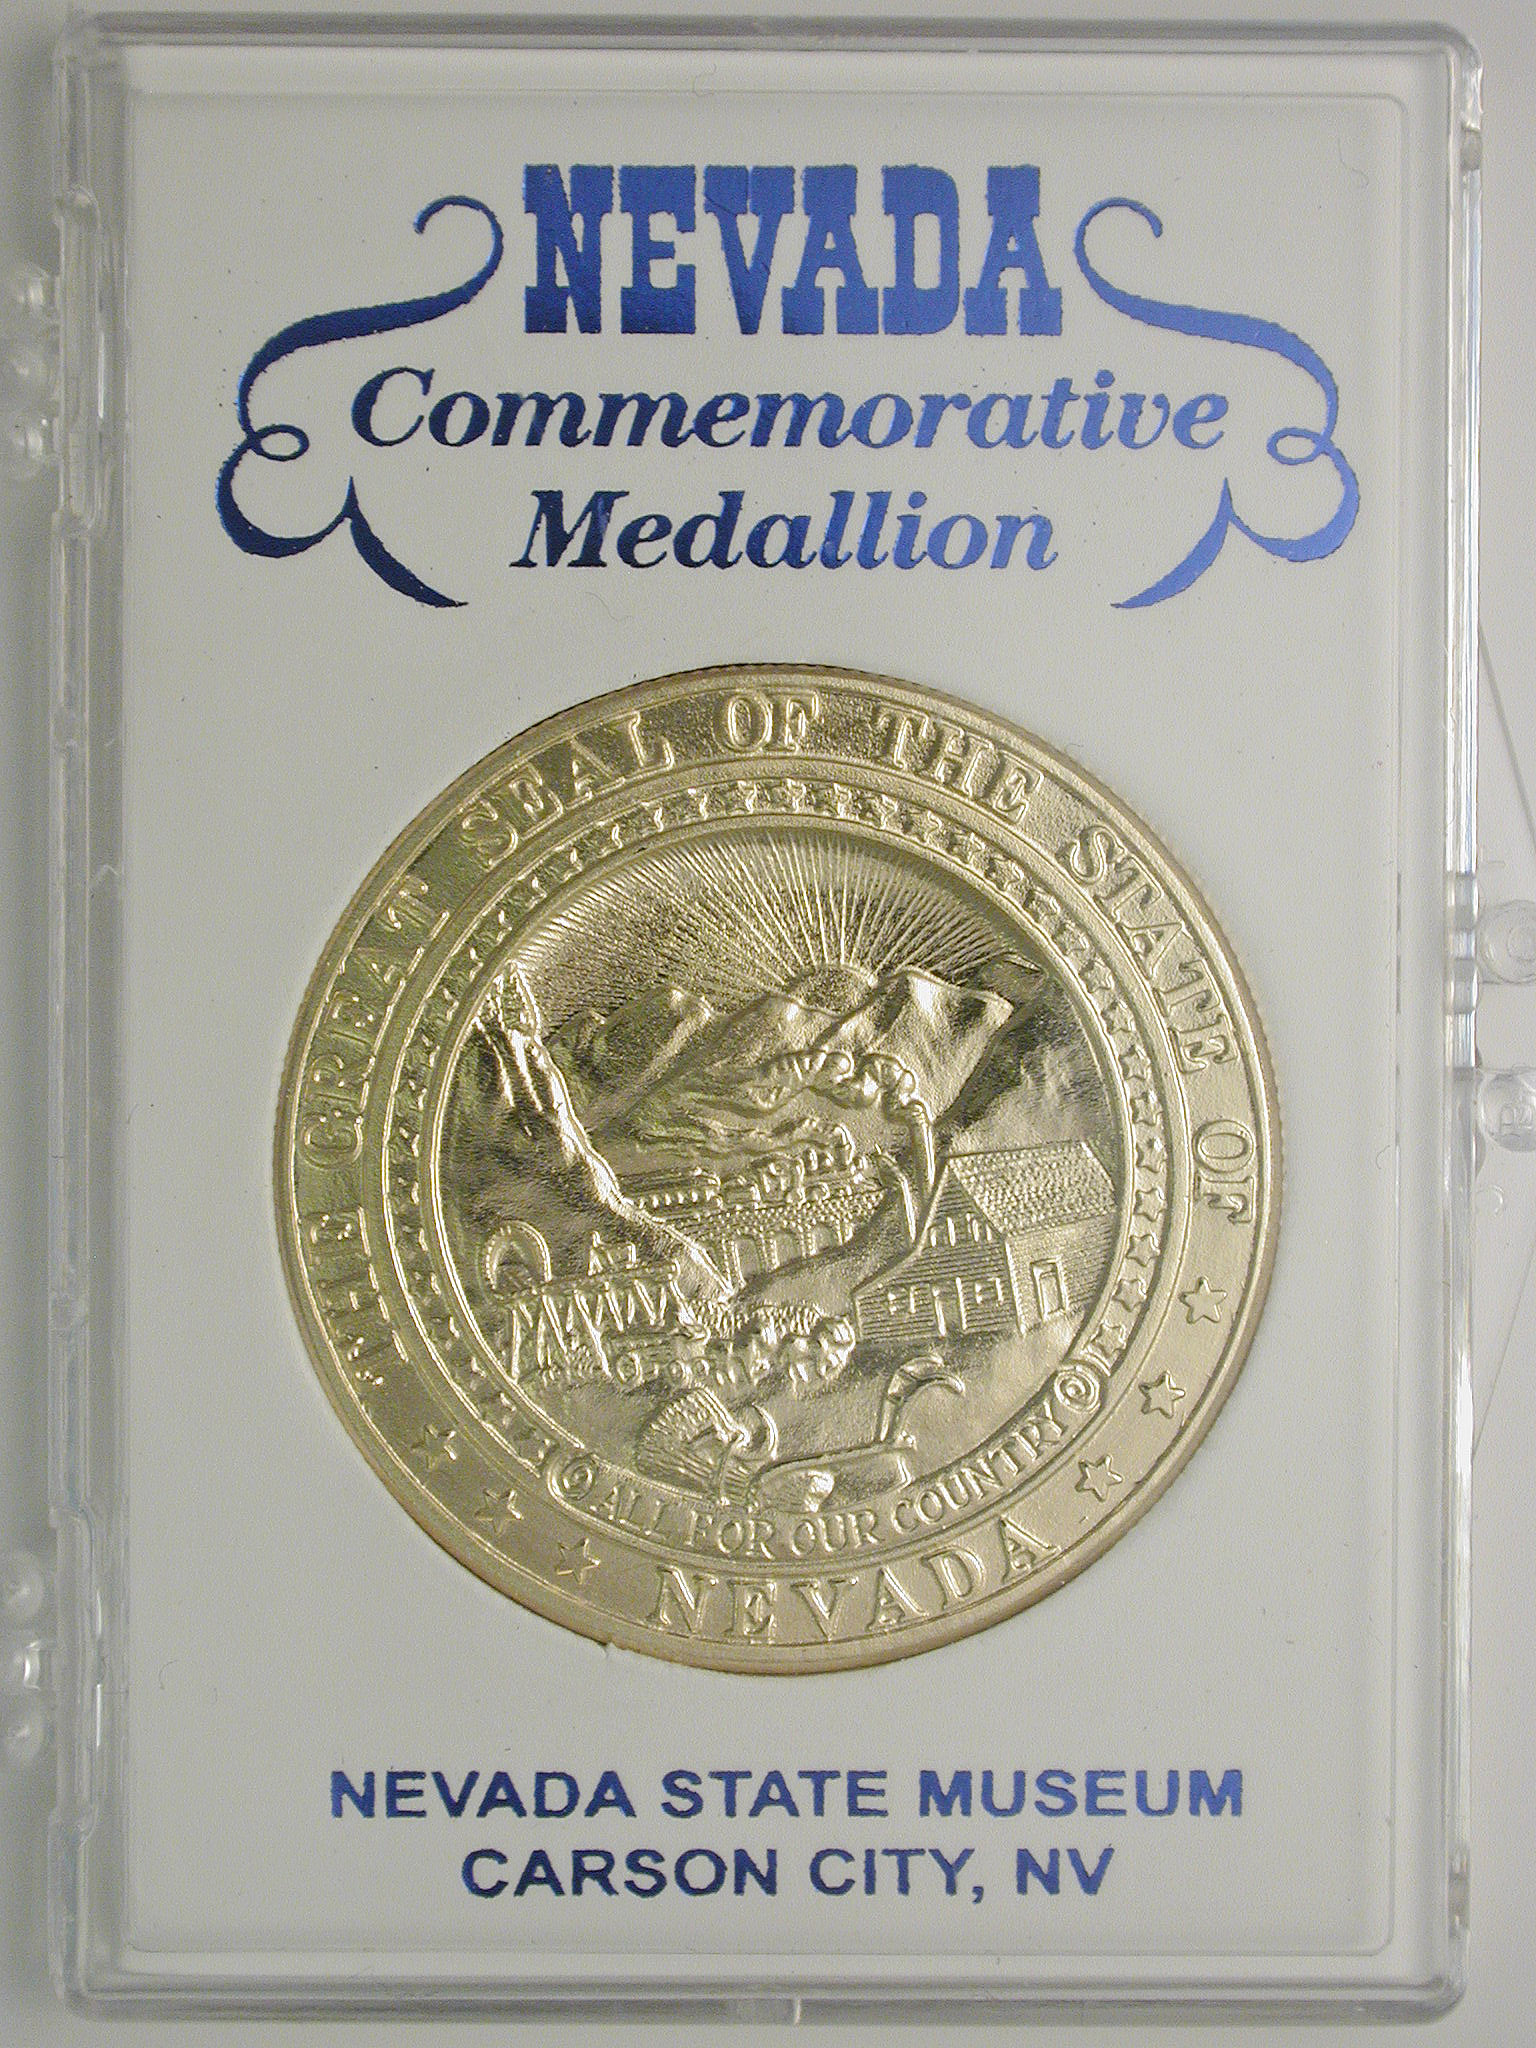 NEVADA
Commemorative
Medallion
THE GREAT SEAL OF THE STATE OF
ALL FOR OUR COUNTRY
NEVADA
NEVADA STATE MUSEUM
CARSON CITY, NV